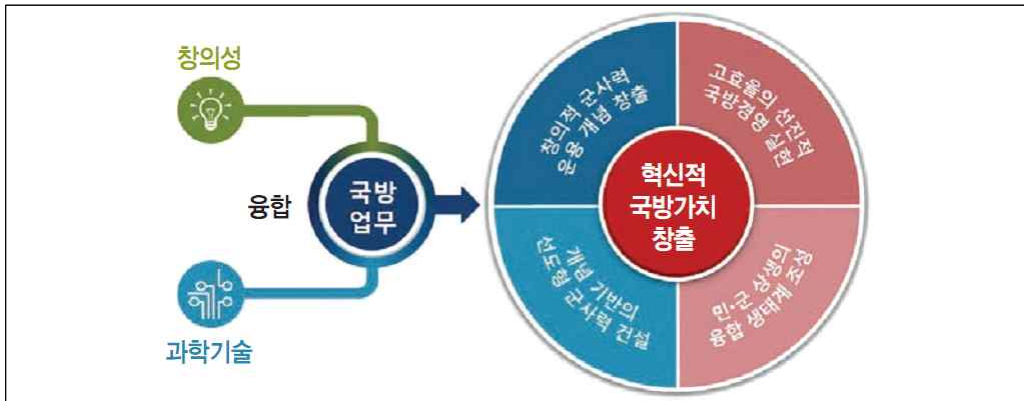 창의성
융합
국방
업무
과학기술
창의적 군사력
운용 개념 창출
고효율의 선진적
국방경영 실현
혁신적
국방가치
창출
개념 기반의
선도형 군사력 건설
민·군 상생의
융합 생태계 조성